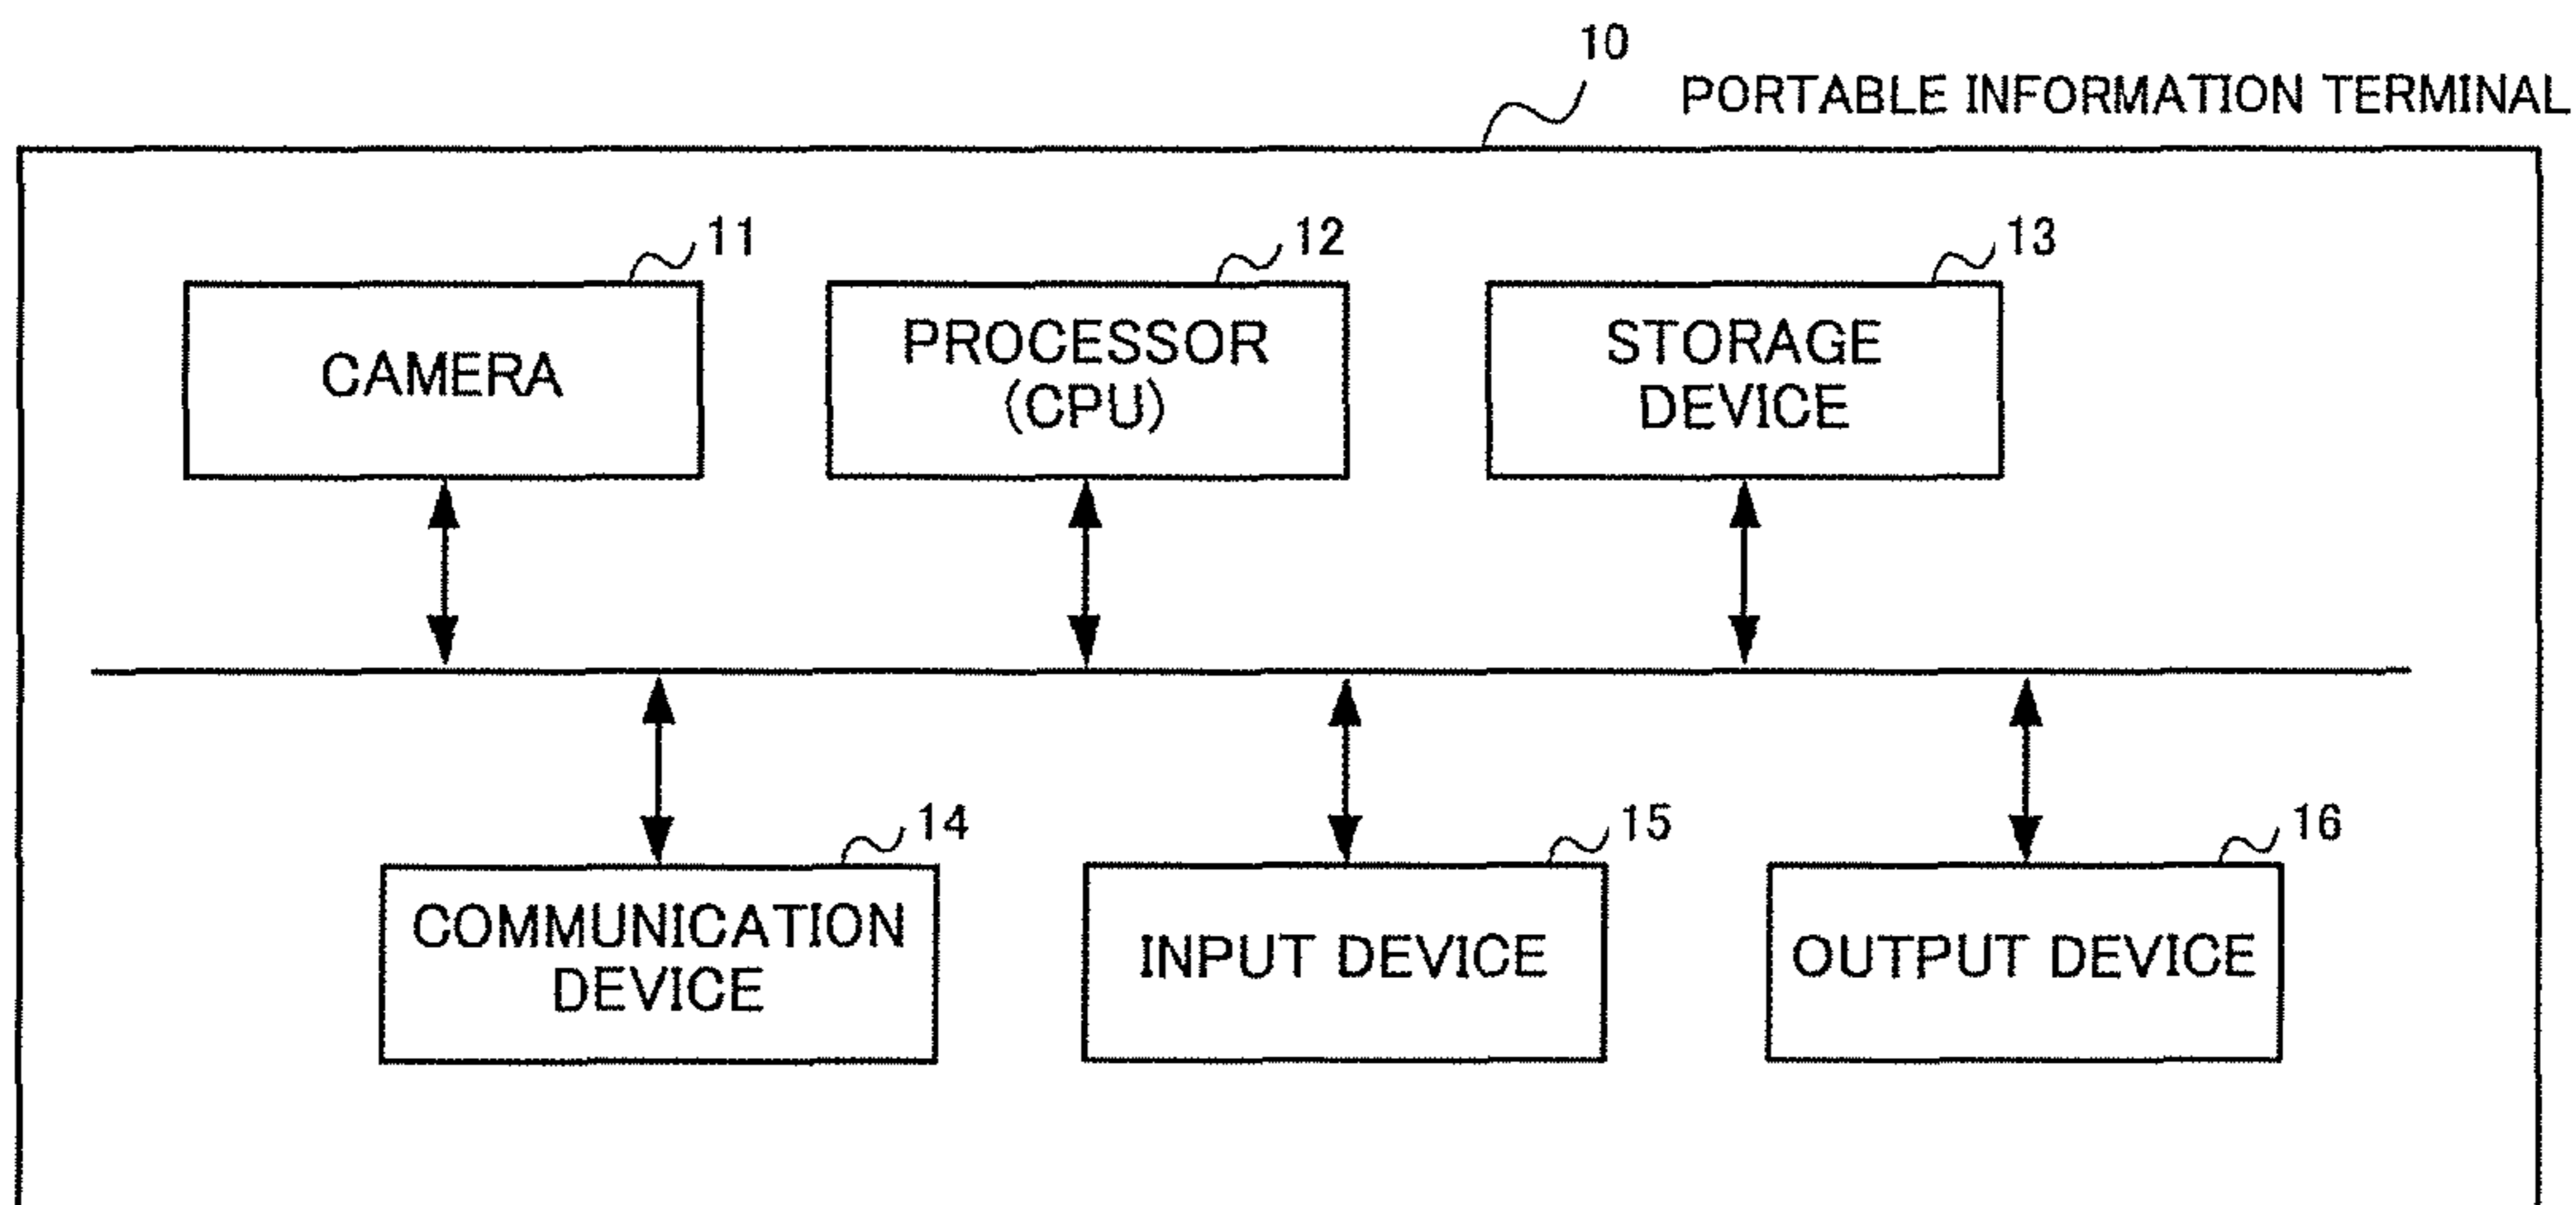 10
PORTABLE INFORMATION TERMINAL
11
12
13
CAMERA
PROCESSOR
(CPU)
STORAGE
DEVICE
14
15
16
COMMUNICATION
DEVICE
INPUT DEVICE
OUTPUT DEVICE